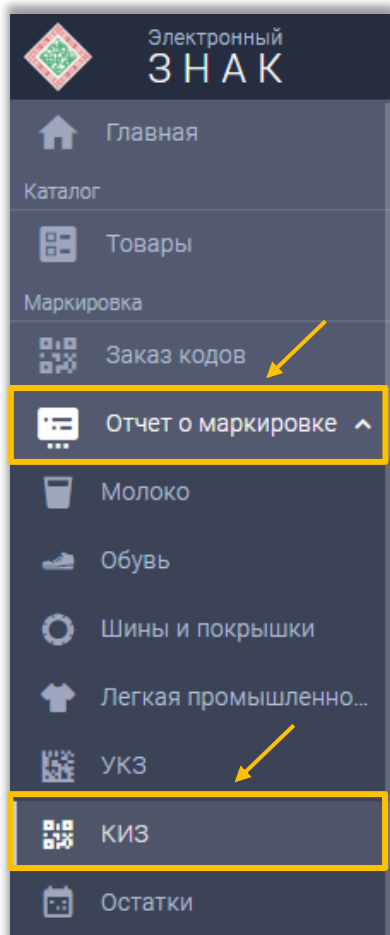 Электронный
ЗНАК
Главная
Каталог
Товары
Маркировка
Заказ кодов
Отчет о маркировке
Молоко
Обувь
Шины и покрышки
Легкая промышленно...
УКЗ
КИЗ
Остатки